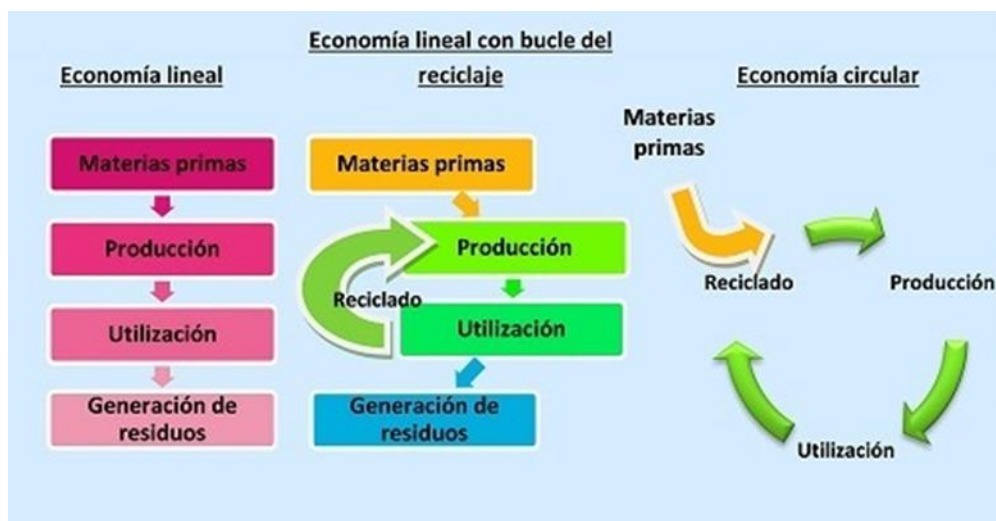 Economía lineal
Materias primas
Producción
Utilización
Generación de
residuos
Economía lineal con bucle del
reciclaje
Materias primas
Producción
Reciclado
Utilización
Generación de
residuos
Economía circular
Materias
primas
Reciclado
Producción
Utilización